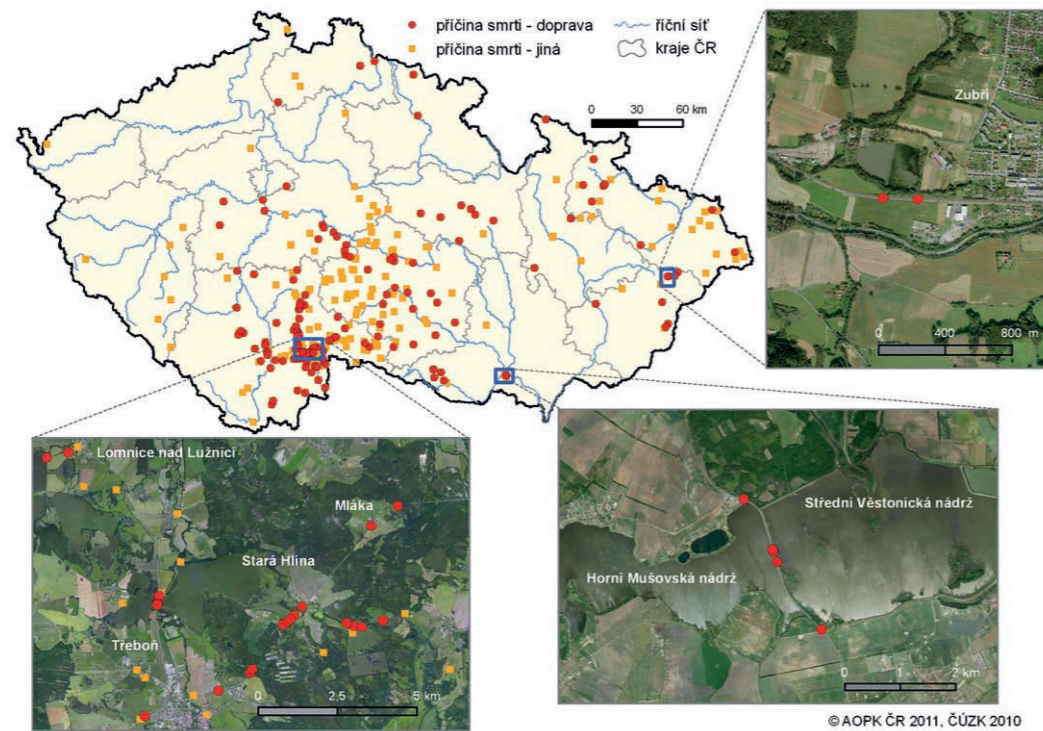 příčina smrti - doprava
příčina smrti - jiná
říční síť
kraje ČR
0 30 60 km
Zubří
0 400 800 m
Lomnice nad Lužnicí
Mláka
Stará Hlína
Třeboň
0 2,5 5 km
Střední Věstonická nádrž
Horní Mušovská nádrž
0 1 2 km
© AOPK ČR 2011, ČÚZK 2010